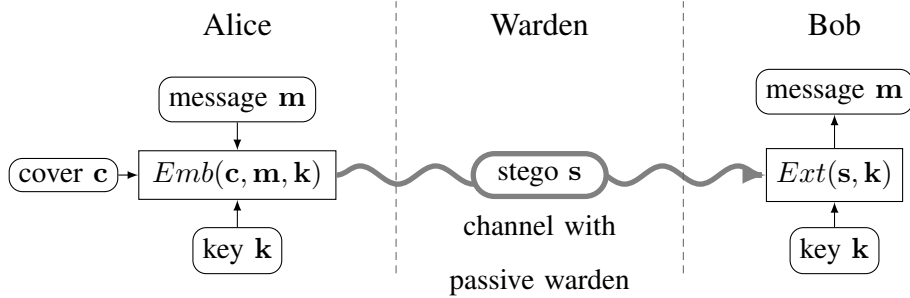 Alice Warden Bob
message m message m
cover c Emb(c, m, k) stego s Ext(s, k)
channel with
key k key k
passive warden